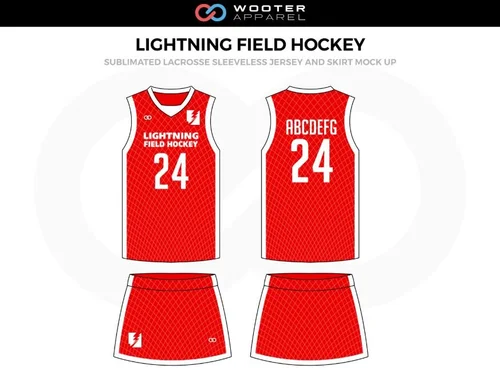 WOOTER
APPAREL
LIGHTNING FIELD HOCKEY
SUBLIMATED LACROSSE SLEEVELESS JERSEY AND SKIRT MOCK UP
LIGHTNING
FIELD HOCKEY
24
ABCDEFG
24